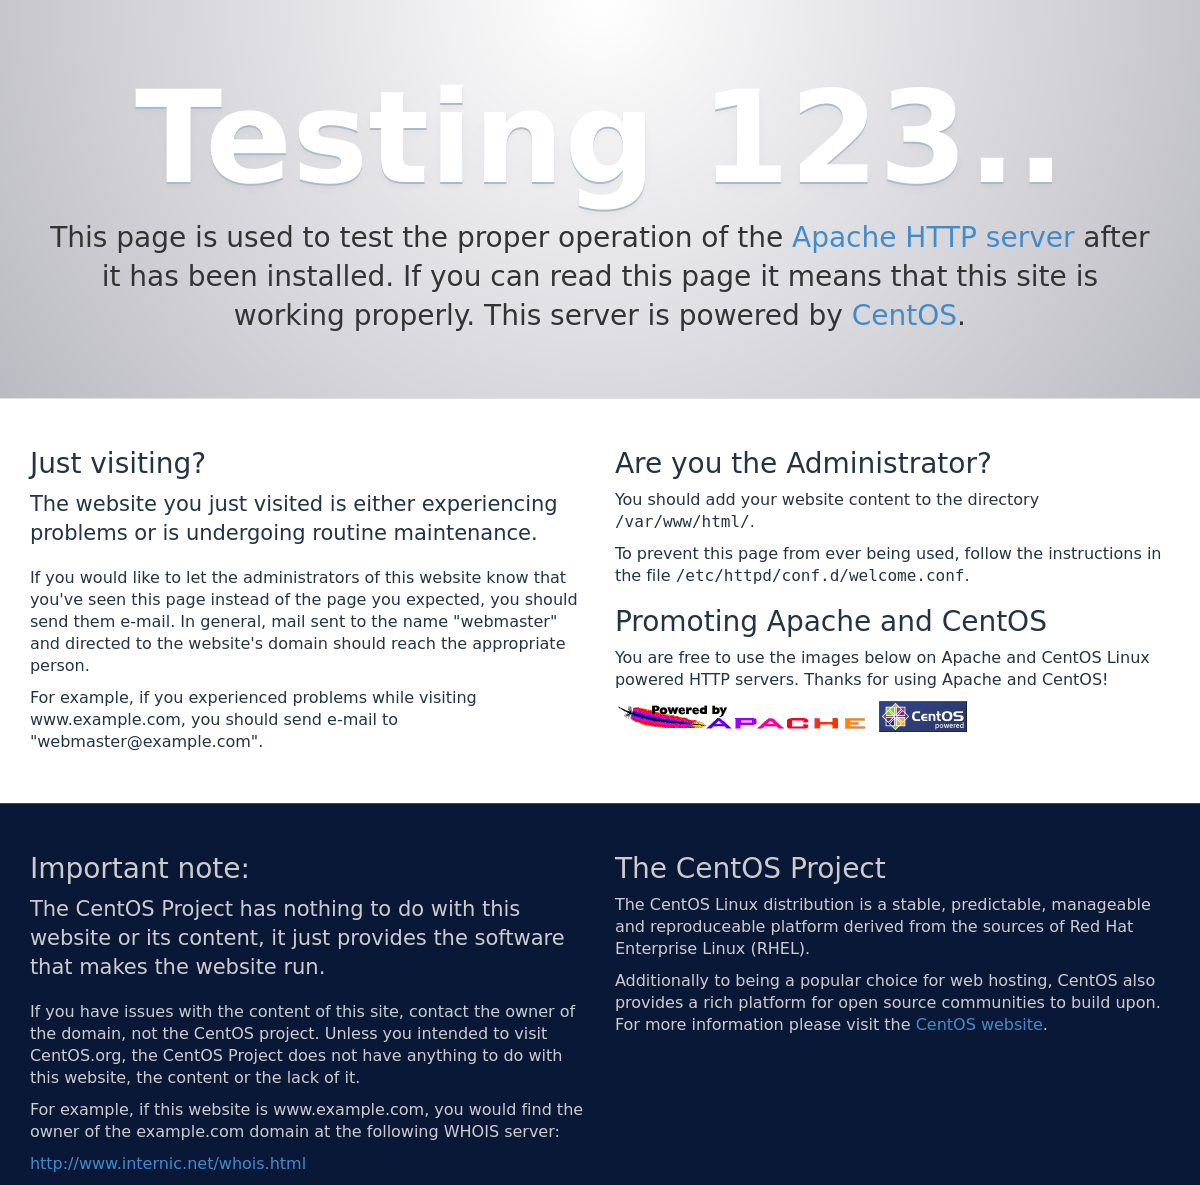 Testing 123..
This page is used to test the proper operation of the Apache HTTP server after
it has been installed. If you can read this page it means that this site is
working properly. This server is powered by CentOS.
Just visiting?
The website you just visited is either experiencing
problems or is undergoing routine maintenance.
If you would like to let the administrators of this website know that
you've seen this page instead of the page you expected, you should
send them e-mail. In general, mail sent to the name "webmaster"
and directed to the website's domain should reach the appropriate
person.
For example, if you experienced problems while visiting
www.example.com, you should send e-mail to
"webmaster@example.com".
Are you the Administrator?
You should add your website content to the directory
/var/www/html/.
To prevent this page from ever being used, follow the instructions in
the file /etc/httpd/conf.d/welcome.conf.
Promoting Apache and CentOS
You are free to use the images below on Apache and CentOS Linux
powered HTTP servers. Thanks for using Apache and CentOS!
Powered by
APACHE
CentOS
powered
Important note:
The CentOS Project has nothing to do with this
website or its content, it just provides the software
that makes the website run.
If you have issues with the content of this site, contact the owner of
the domain, not the CentOS project. Unless you intended to visit
CentOS.org, the CentOS Project does not have anything to do with
this website, the content or the lack of it.
For example, if this website is www.example.com, you would find the
owner of the example.com domain at the following WHOIS server:
http://www.internic.net/whois.html
The CentOS Project
The CentOS Linux distribution is a stable, predictable, manageable
and reproduceable platform derived from the sources of Red Hat
Enterprise Linux (RHEL).
Additionally to being a popular choice for web hosting, CentOS also
provides a rich platform for open source communities to build upon.
For more information please visit the CentOS website.